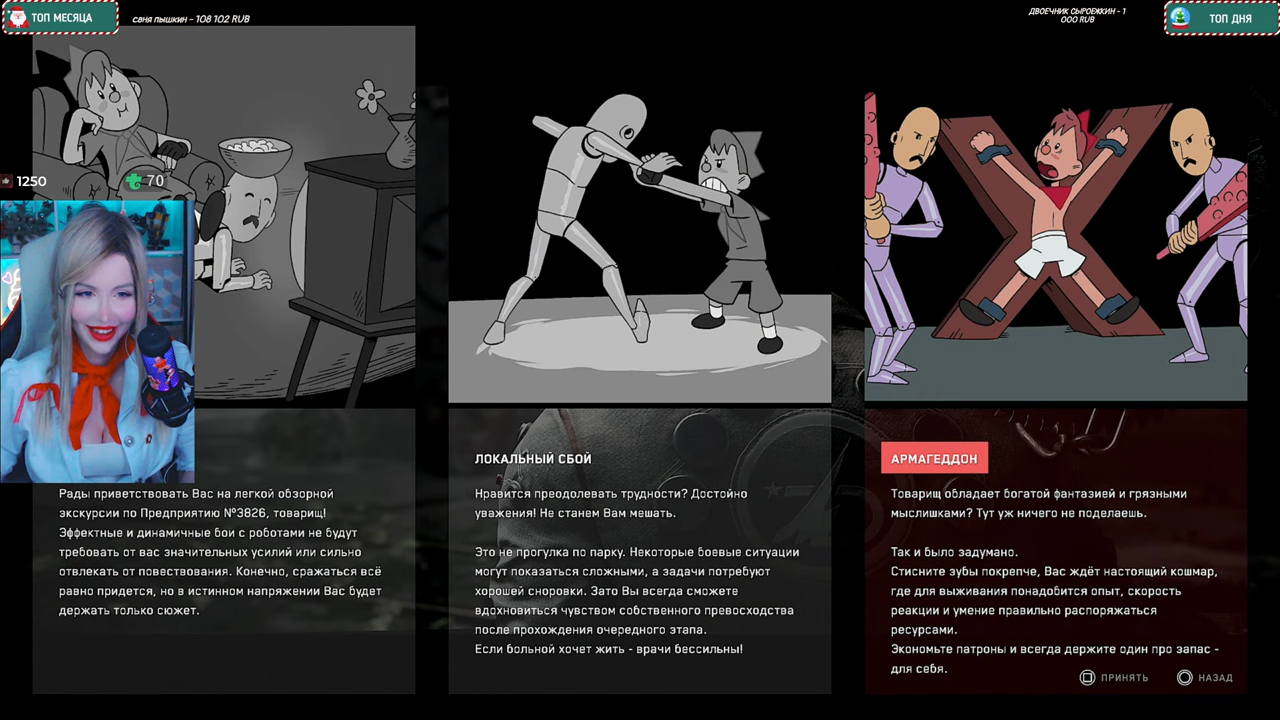 ТОП МЕСЯЦА
саня пышкин - 108 102 RUB
ДВОЕЧНИК СЫРОЕЖКИН - 1
000 RUB
ТОП ДНЯ
1250
70
Рады приветствовать Вас на легкой обзорной
экскурсии по Предприятию №3826, товарищ!
Эффектные и динамичные бои с роботами не будут
требовать от вас значительных усилий или сильно
отвлекать от повествования. Конечно, сражаться всё
равно придется, но в истинном напряжении Вас будет
держать только сюжет.
ЛОКАЛЬНЫЙ СБОЙ
Нравится преодолевать трудности? Достойно
уважения! Не станем Вам мешать.
Это не прогулка по парку. Некоторые боевые ситуации
могут показаться сложными, а задачи потребуют
хорошей сноровки. Зато Вы всегда сможете
вдохновиться чувством собственного превосходства
после прохождения очередного этапа.
Если больной хочет жить - врачи бессильны!
АРМАГЕДДОН
Товарищ обладает богатой фантазией и грязными
мыслишками? Тут уж ничего не поделаешь.
Так и было задумано.
Стисните зубы покрепче, Вас ждёт настоящий кошмар,
где для выживания понадобится опыт, скорость
реакции и умение правильно распоряжаться
ресурсами.
Экономьте патроны и всегда держите один про запас -
для себя.
ПРИНЯТЬ
НАЗАД